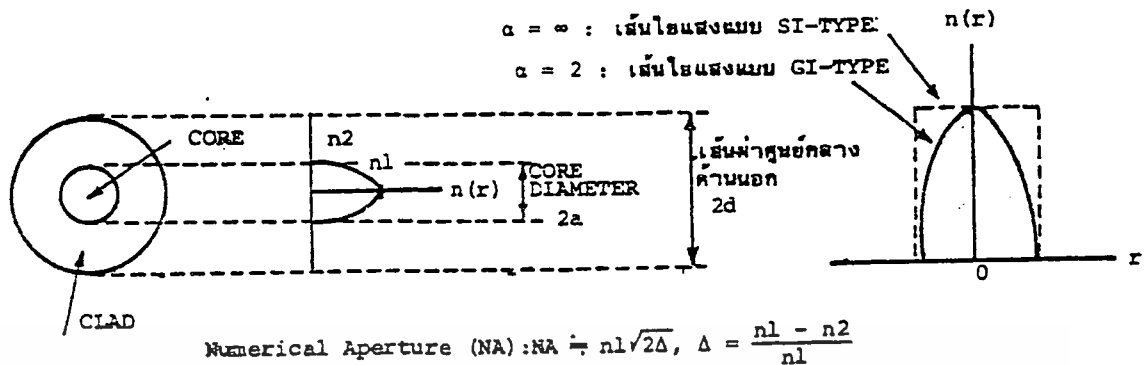 α = ∞ : เส้นใยแสงแบบ SI-TYPE
α = 2 : เส้นใยแสงแบบ GI-TYPE
n(r)
CORE
n2
n1
n(r)
CORE
DIAMETER
2a
เส้นผ่าศูนย์กลาง
ด้านนอก
2d
0
r
CLAD
Numerical Aperture (NA):NA ≒ n1√2Δ, Δ = (n1 - n2)/n1